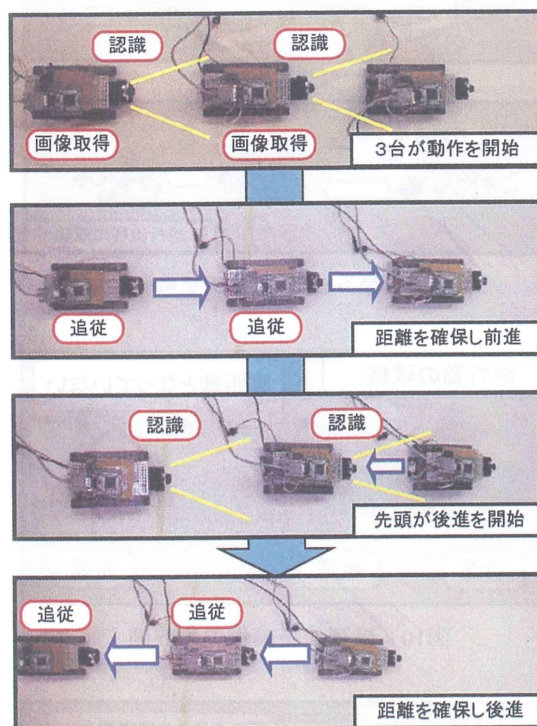 認識
認識
画像取得
画像取得
3台が動作を開始
追従
追従
距離を確保し前進
認識
認識
先頭が後進を開始
追従
追従
距離を確保し後進